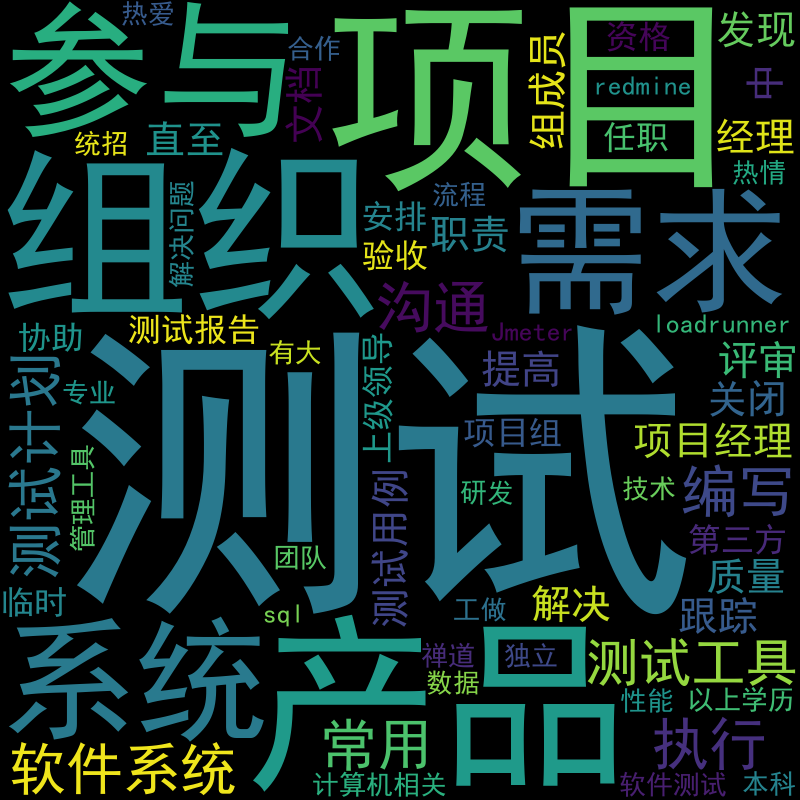 参与
热爱
项目
合作
文档
组成员
资格
发现
redmine
中
统招
直至
任职
经理
组织
解决问题
流程
热情
安排
职责
需求
验收
沟通
协助
测试报告
有大
上级领导
Jmeter
loadrunner
测试
提高
评审
测试计划
专业
关闭
项目组
项目经理
管理工具
测试用例
研发
技术
编写
第三方
团队
临时
sql
工做
解决
质量
跟踪
系统
产品
禅道
独立
测试工具
数据
性能
以上学历
软件系统
常用
执行
计算机相关
软件测试
本科